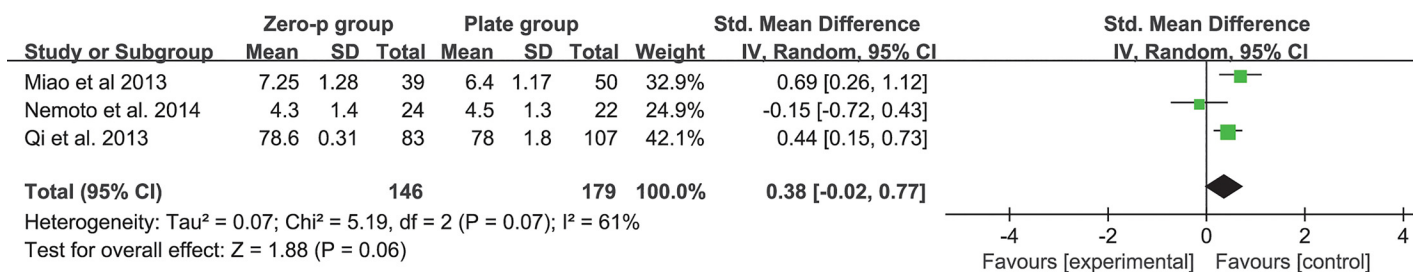 Zero-p group Plate group Std. Mean Difference Std. Mean Difference
Study or Subgroup Mean SD Total Mean SD Total Weight IV, Random, 95% CI IV, Random, 95% CI
Miao et al 2013 7.25 1.28 39 6.4 1.17 50 32.9% 0.69 [0.26, 1.12]
Nemoto et al. 2014 4.3 1.4 24 4.5 1.3 22 24.9% -0.15 [-0.72, 0.43]
Qi et al. 2013 78.6 0.31 83 78 1.8 107 42.1% 0.44 [0.15, 0.73]
Total (95% CI) 146 179 100.0% 0.38 [-0.02, 0.77]
Heterogeneity: Tau² = 0.07; Chi² = 5.19, df = 2 (P = 0.07); I² = 61%
Test for overall effect: Z = 1.88 (P = 0.06)
-4 -2 0 2 4
Favours [experimental] Favours [control]